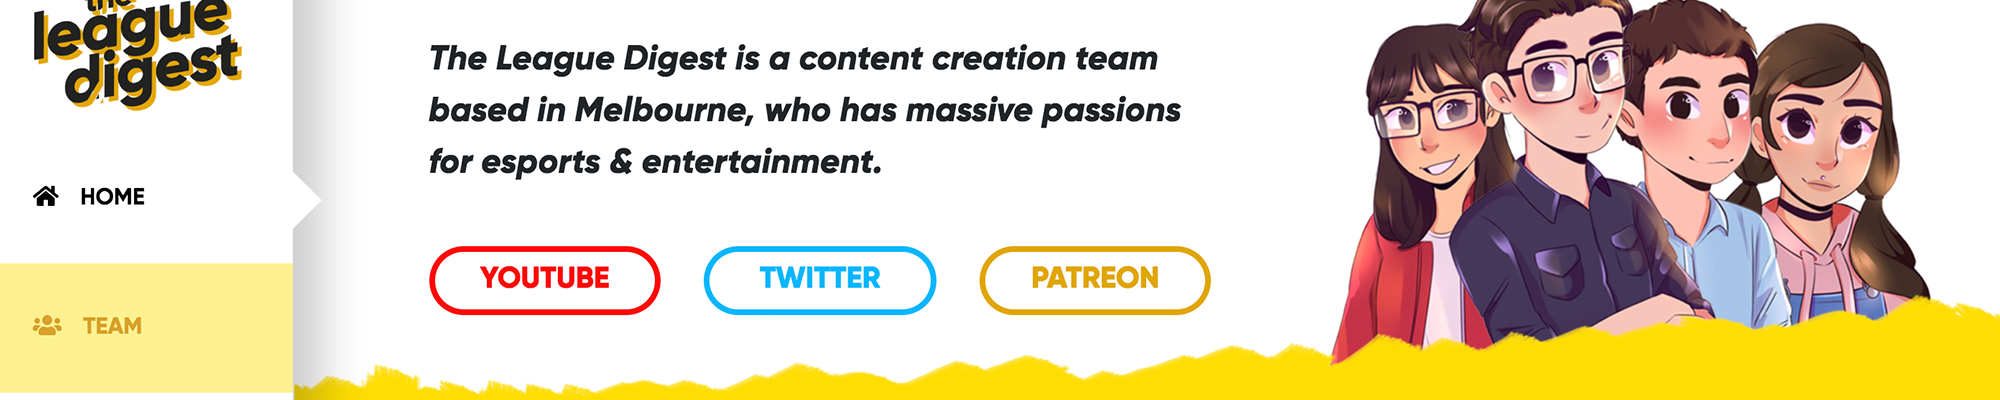 the
league
digest
HOME
TEAM
The League Digest is a content creation team
based in Melbourne, who has massive passions
for esports & entertainment.
YOUTUBE
TWITTER
PATREON